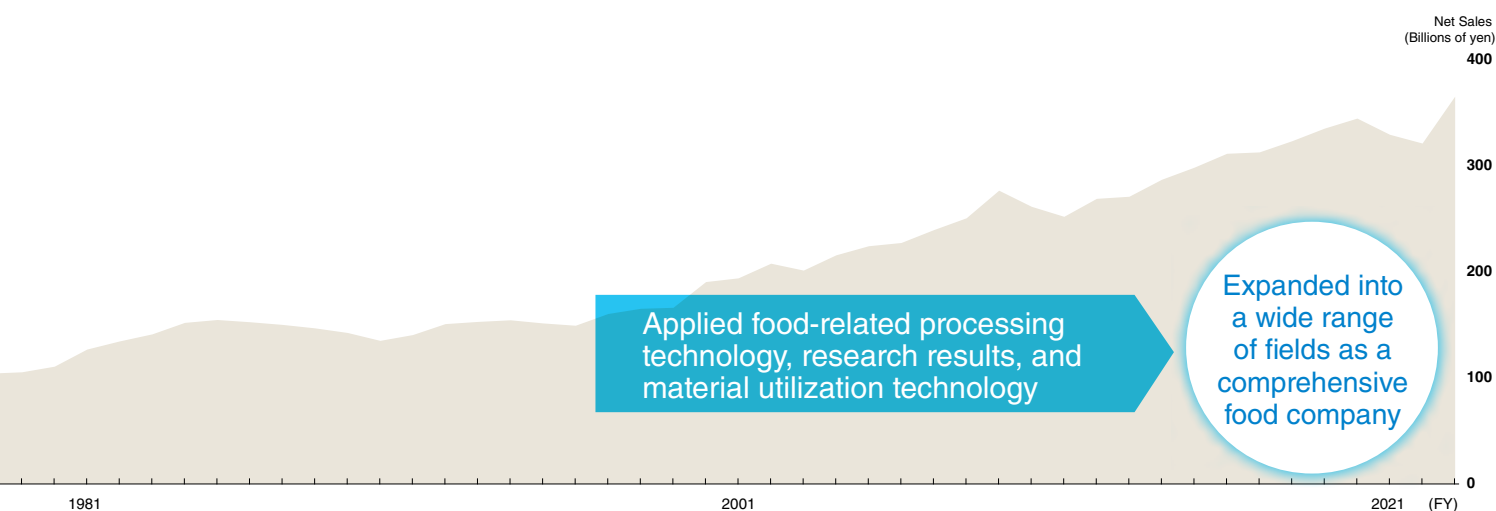 Net Sales
(Billions of yen)
400
300
200
100
0
Applied food-related processing
technology, research results, and
material utilization technology
Expanded into
a wide range
of fields as a
comprehensive
food company
1981
2001
2021
(FY)